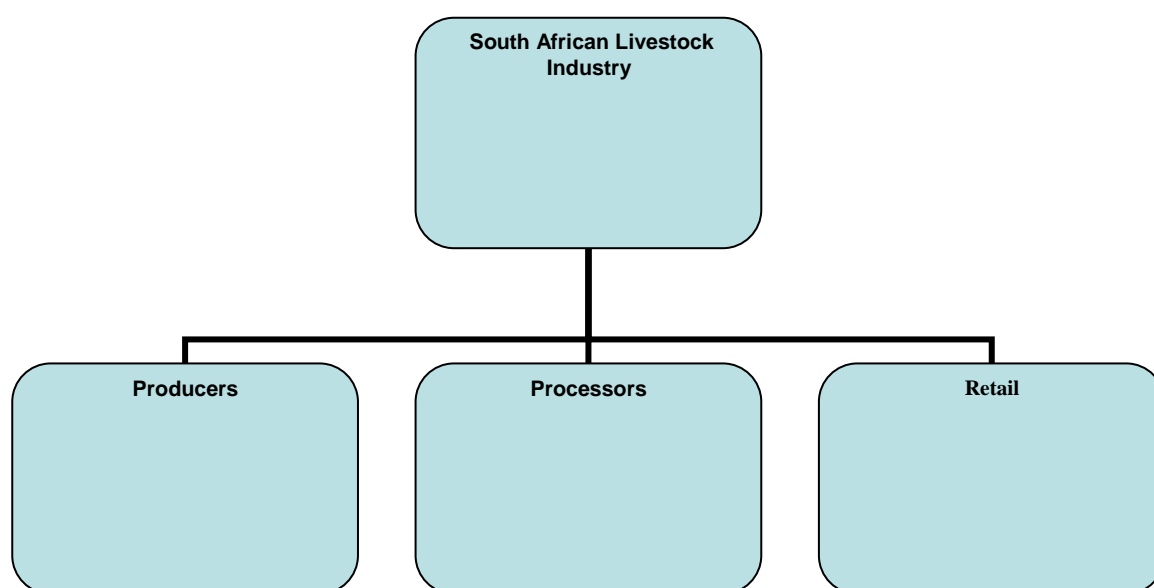 South African Livestock
Industry
Producers
Processors
Retail